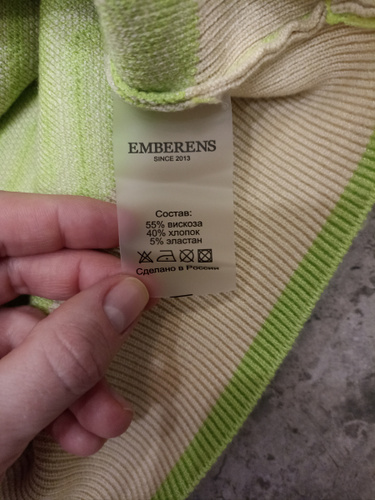 EMBERENS
SINCE 2013
Состав:
55% вискоза
40% хлопок
5% эластан
Сделано в России